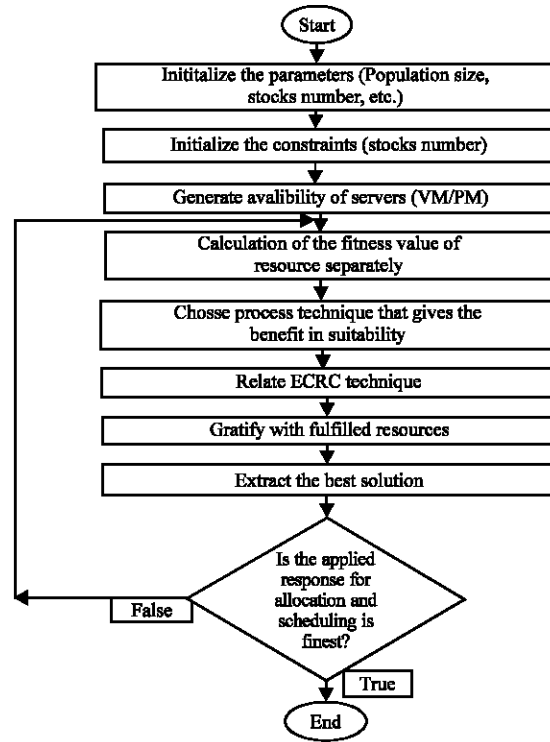 Start
Inititalize the parameters (Population size,
stocks number, etc.)
Initialize the constraints (stocks number)
Generate avalibility of servers (VM/PM)
Calculation of the fitness value of
resource separately
Chosse process technique that gives the
benefit in suitability
Relate ECRC technique
Gratify with fulfilled resources
Extract the best solution
Is the applied
response for
allocation and
scheduling is
finest?
False
True
End